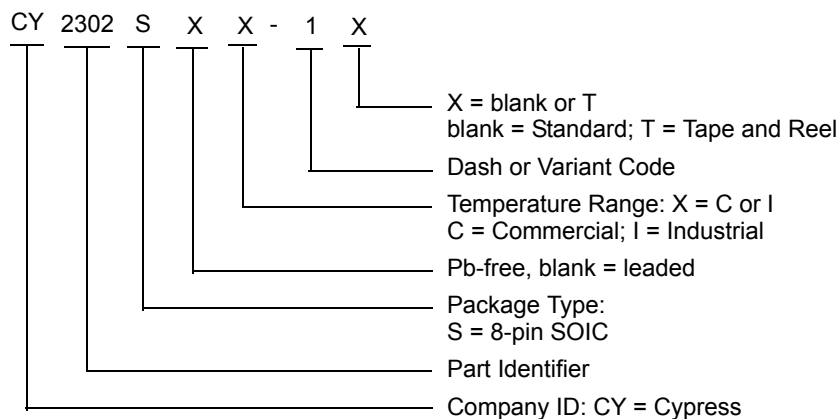 CY 2302 S X X - 1 X
X = blank or T
blank = Standard; T = Tape and Reel
Dash or Variant Code
Temperature Range: X = C or I
C = Commercial; I = Industrial
Pb-free, blank = leaded
Package Type:
S = 8-pin SOIC
Part Identifier
Company ID: CY = Cypress